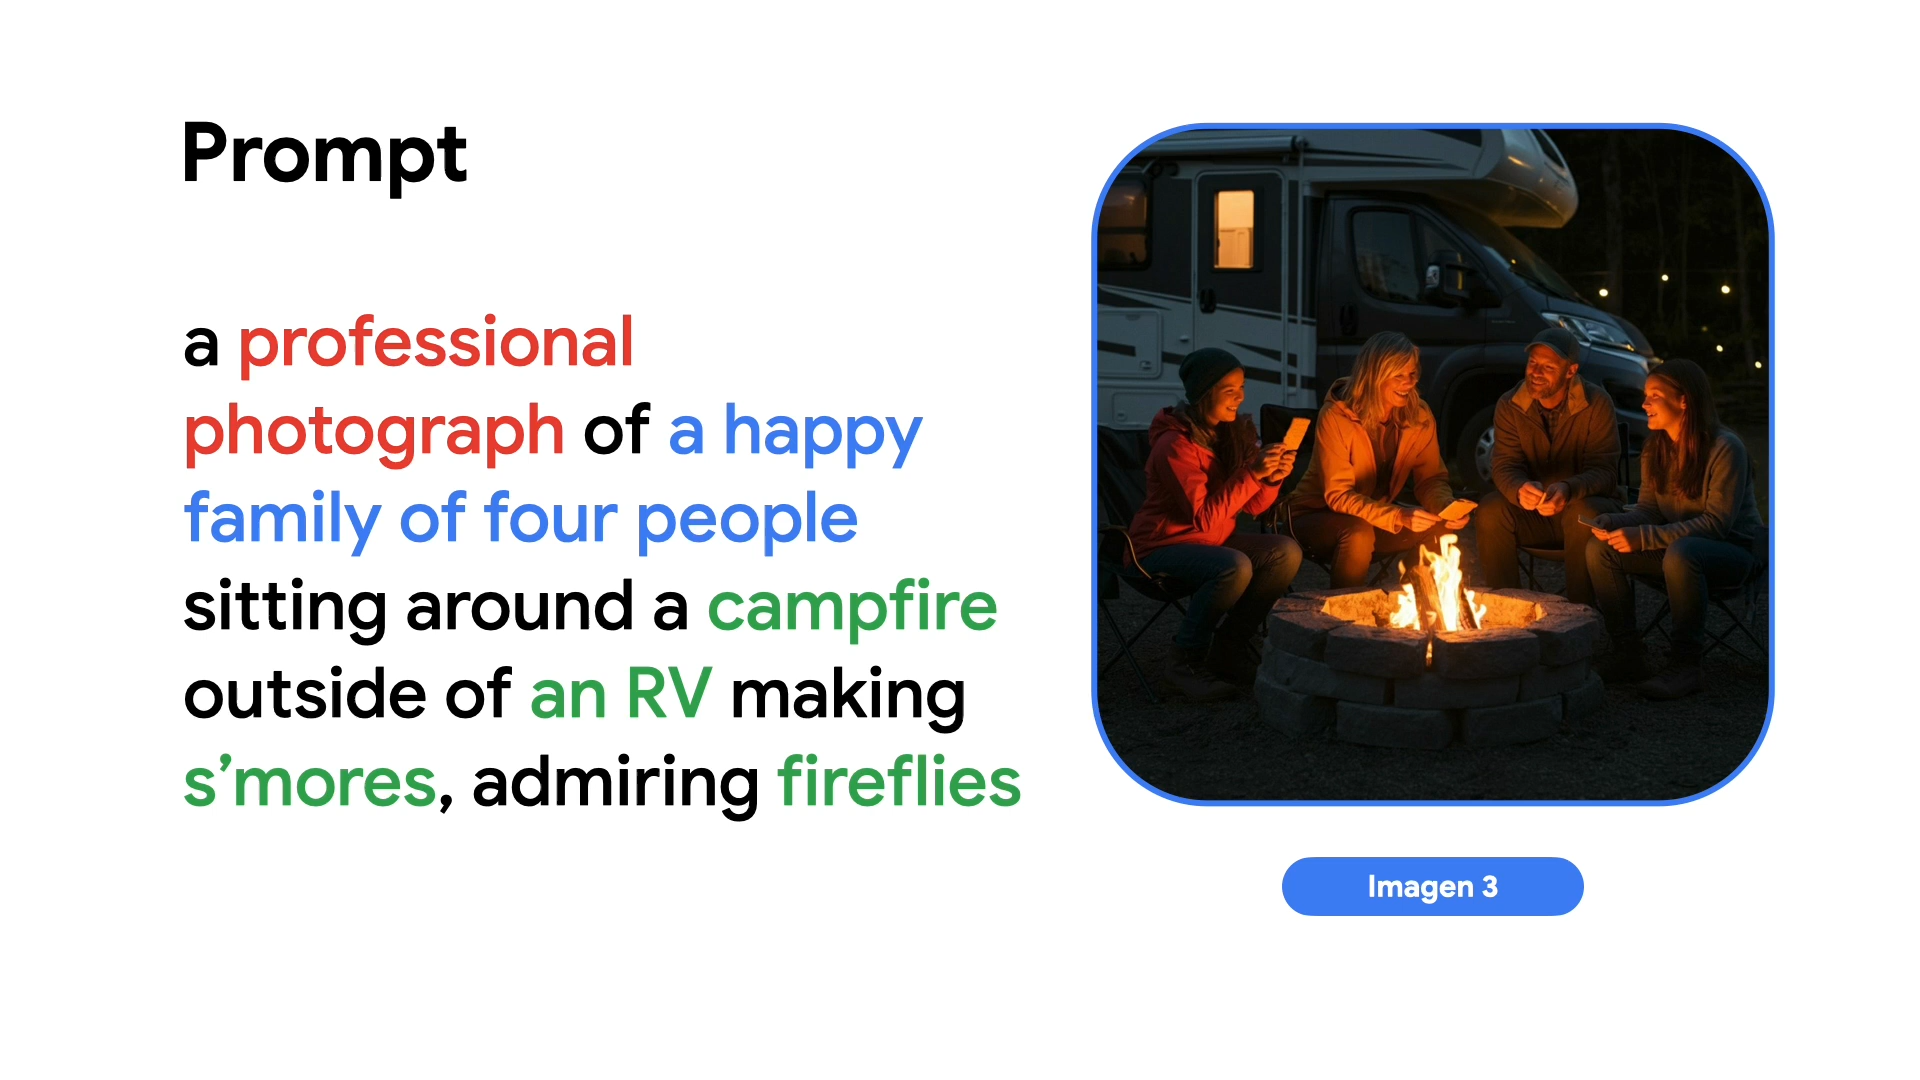 Prompt
a professional
photograph of a happy
family of four people
sitting around a campfire
outside of an RV making
s’mores, admiring fireflies
Imagen 3